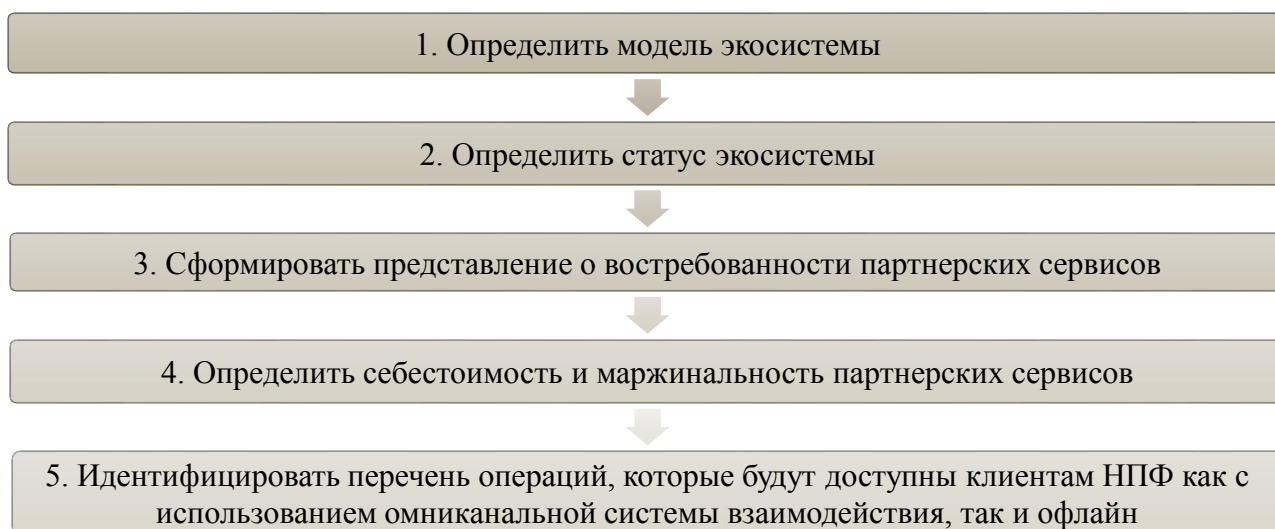 1. Определить модель экосистемы
2. Определить статус экосистемы
3. Сформировать представление о востребованности партнерских сервисов
4. Определить себестоимость и маржинальность партнерских сервисов
5. Идентифицировать перечень операций, которые будут доступны клиентам НПФ как с
использованием омниканальной системы взаимодействия, так и офлайн